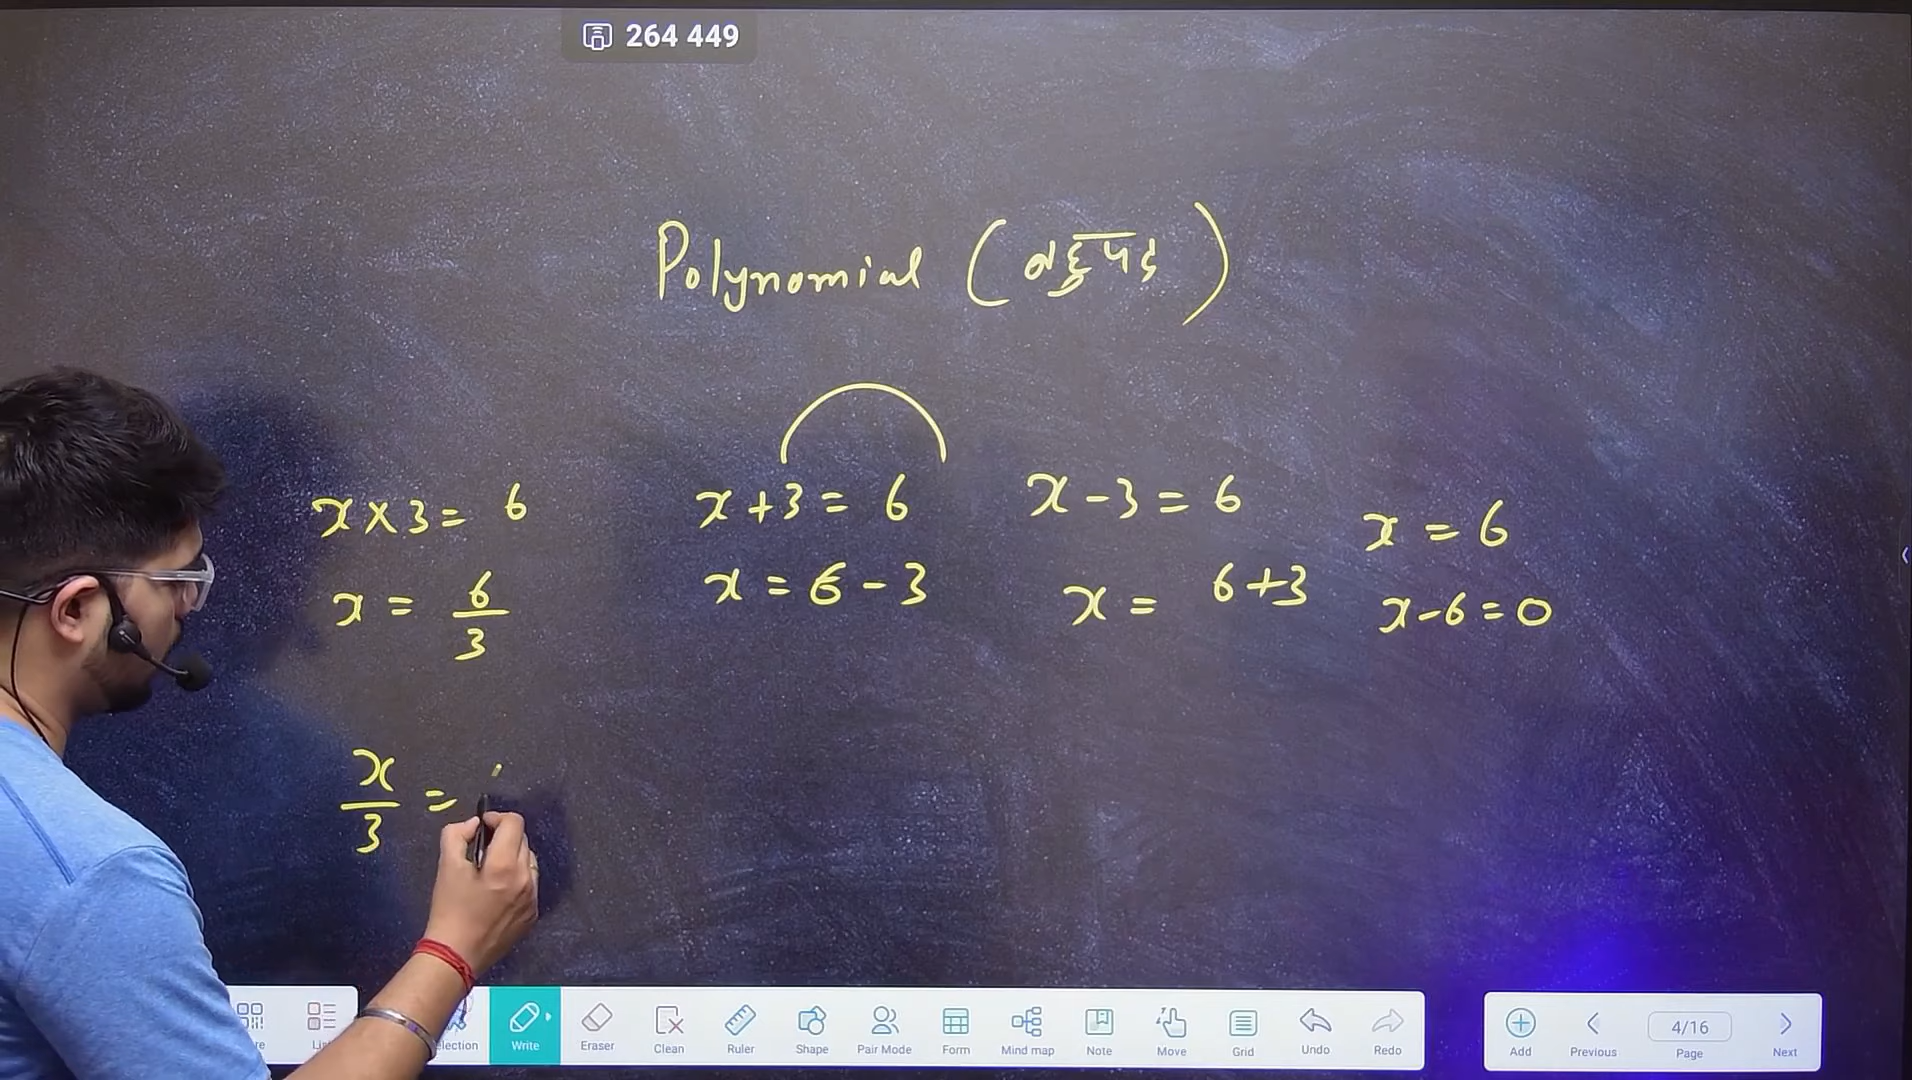 264 449
Polynomial (बहुपद)
x × 3 = 6
x = 6/3
x/3 =
x + 3 = 6
x = 6 - 3
x - 3 = 6
x = 6 + 3
x = 6
x - 6 = 0
Write
Eraser
Clean
Ruler
Shape
Pair Mode
Form
Mind map
Note
Move
Grid
Undo
Redo
Add
Previous
4/16
Page
Next